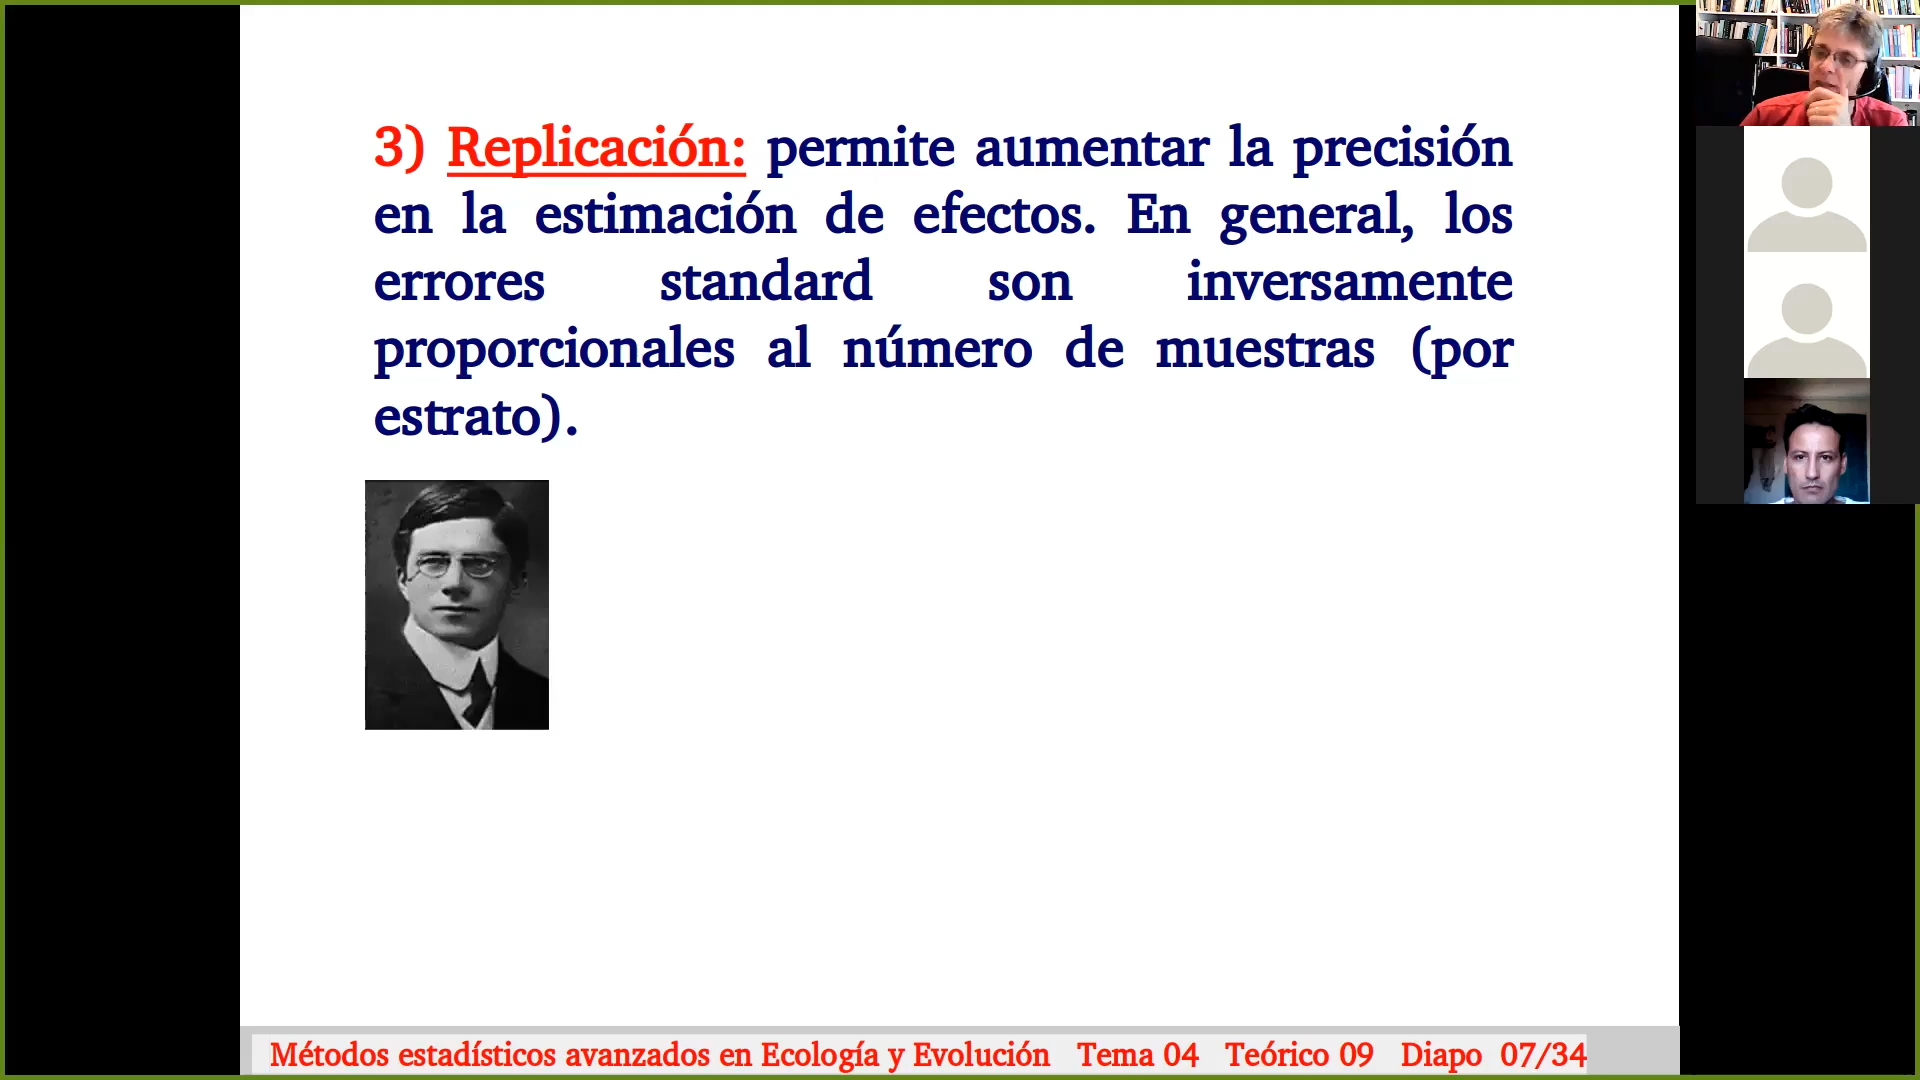 3) Replicación: permite aumentar la precisión
en la estimación de efectos. En general, los
errores standard son inversamente
proporcionales al número de muestras (por
estrato).
Métodos estadísticos avanzados en Ecología y Evolución Tema 04 Teórico 09 Diapo 07/34